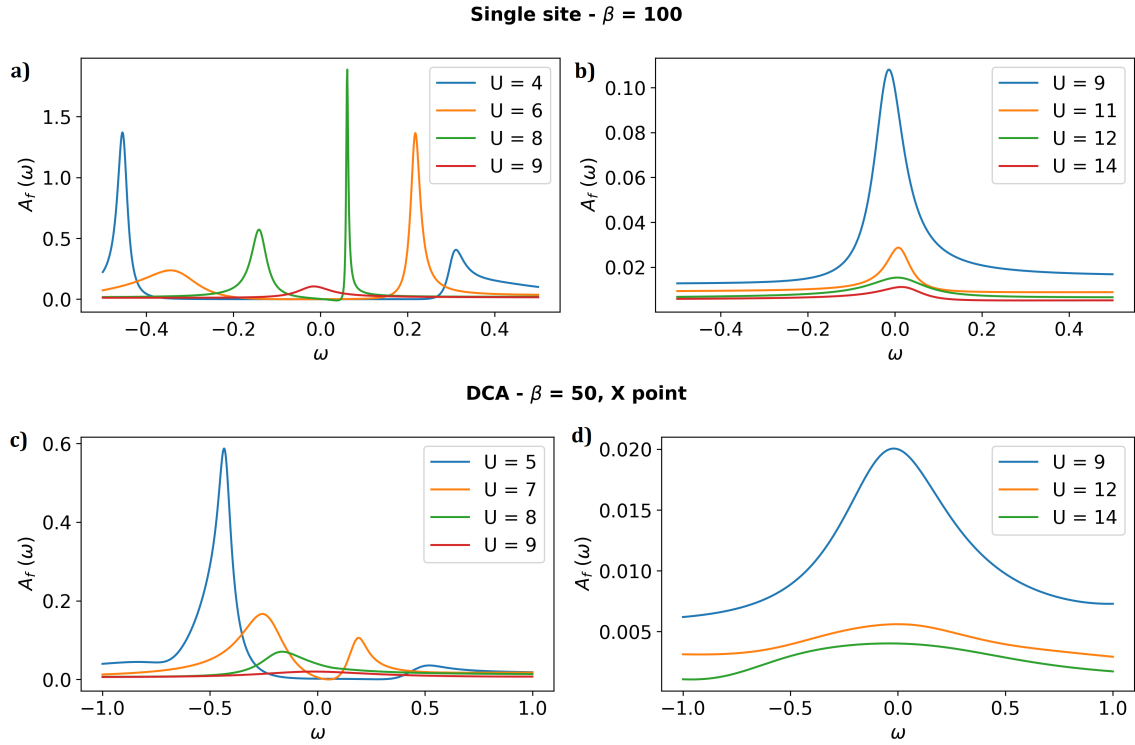 Single site - β = 100
a)
U = 4
U = 6
U = 8
U = 9
A_f (ω)
1.5
1.0
0.5
0.0
−0.4 −0.2 0.0 0.2 0.4
ω
b)
U = 9
U = 11
U = 12
U = 14
A_f (ω)
0.10
0.08
0.06
0.04
0.02
−0.4 −0.2 0.0 0.2 0.4
ω
DCA - β = 50, X point
c)
U = 5
U = 7
U = 8
U = 9
A_f (ω)
0.6
0.4
0.2
0.0
−1.0 −0.5 0.0 0.5 1.0
ω
d)
U = 9
U = 12
U = 14
A_f (ω)
0.020
0.015
0.010
0.005
−1.0 −0.5 0.0 0.5 1.0
ω